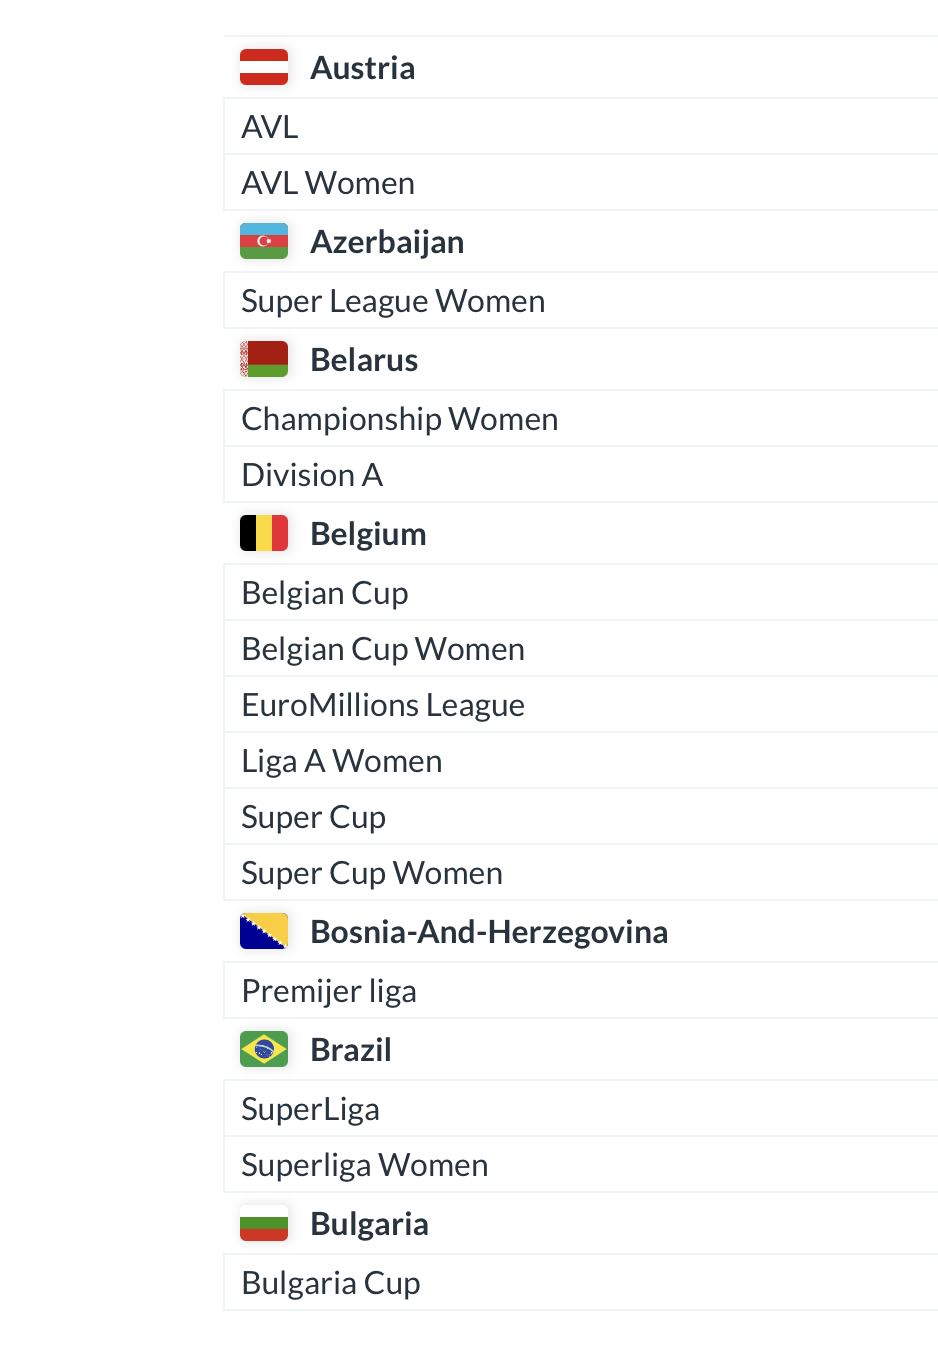 Austria
AVL
AVL Women
Azerbaijan
Super League Women
Belarus
Championship Women
Division A
Belgium
Belgian Cup
Belgian Cup Women
EuroMillions League
Liga A Women
Super Cup
Super Cup Women
Bosnia-And-Herzegovina
Premijer liga
Brazil
SuperLiga
Superliga Women
Bulgaria
Bulgaria Cup